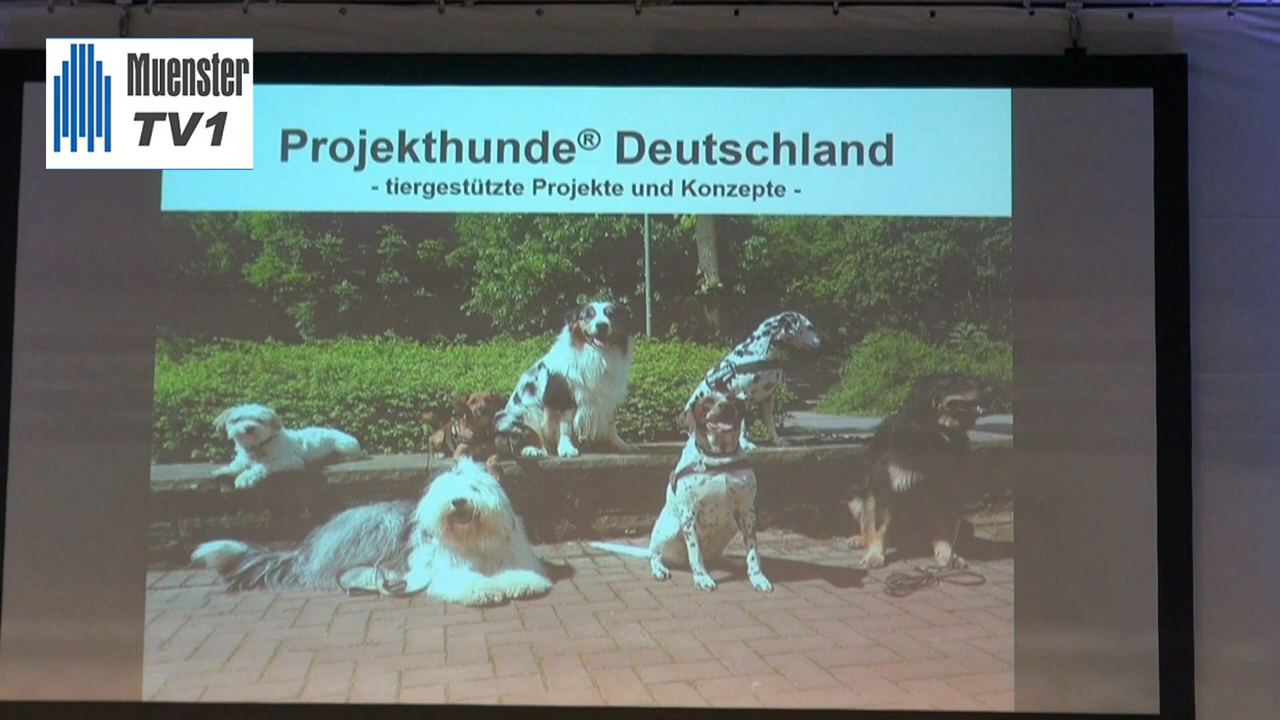 Muenster
TV1
Projekthunde® Deutschland
- tiergestützte Projekte und Konzepte -